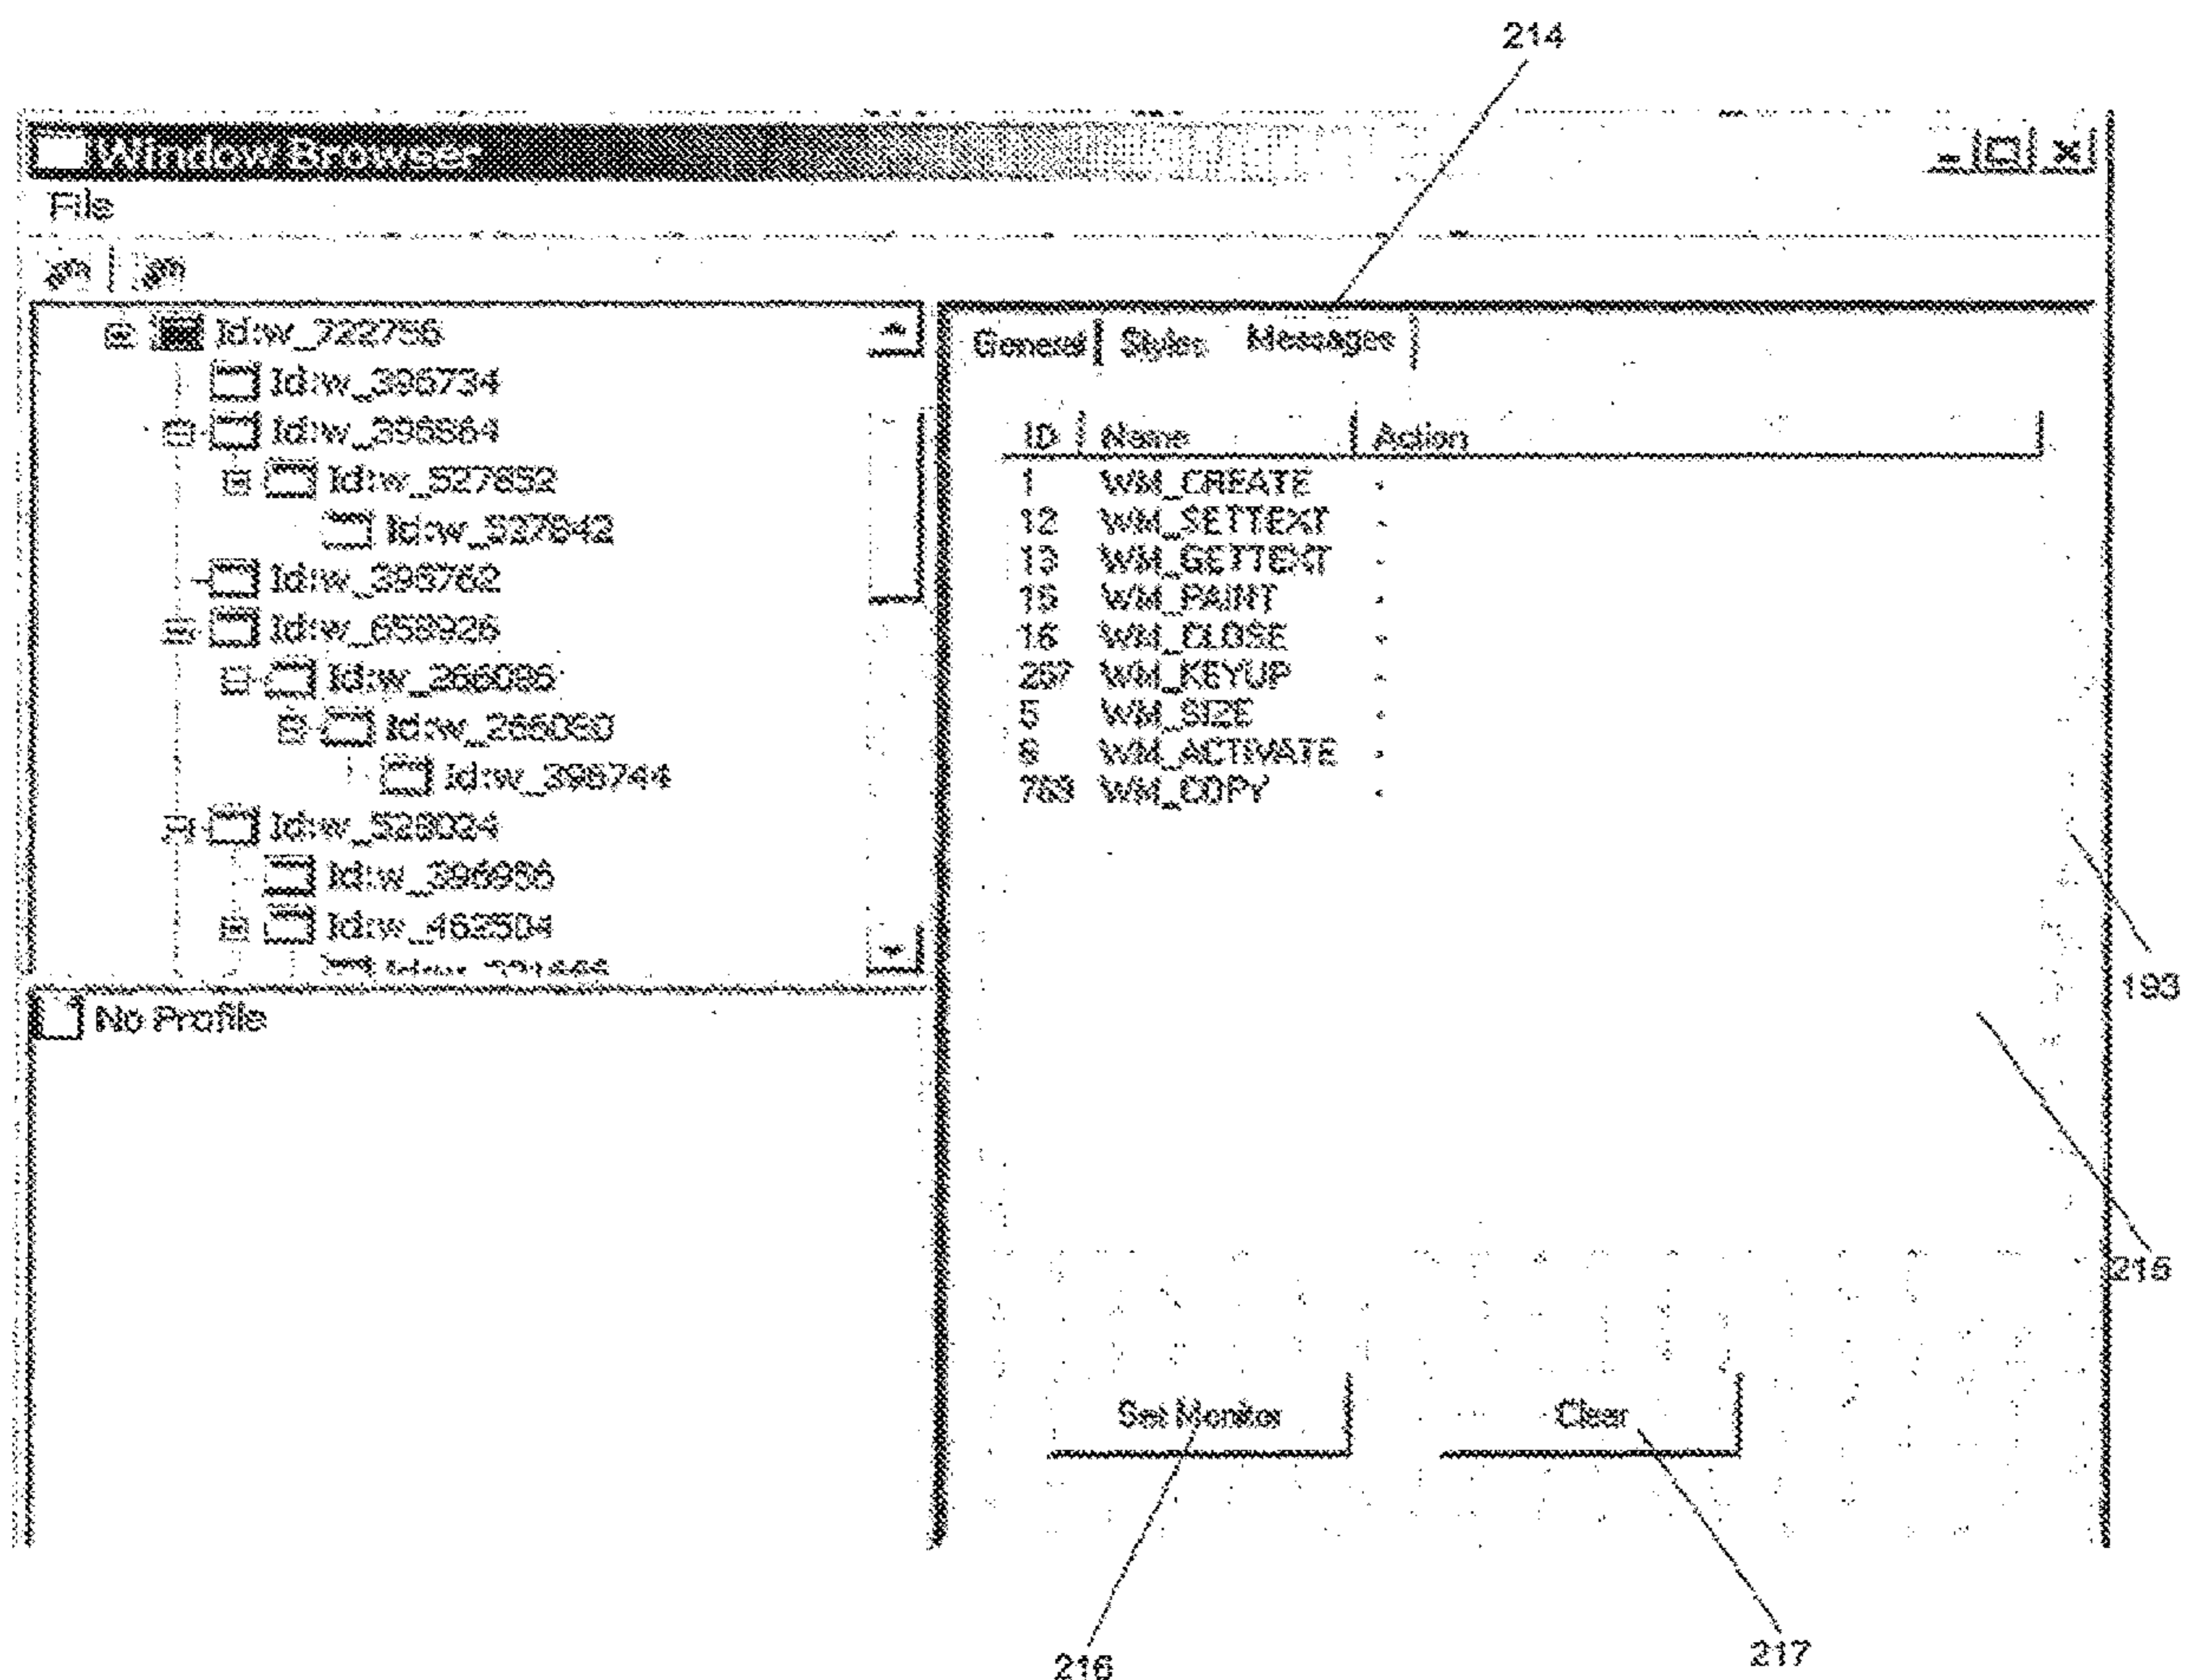 214
Window Browser
File
Id:w_722756
Id:w_396734
Id:w_396864
Id:w_527852
Id:w_527842
Id:w_396762
Id:w_658926
Id:w_266086
Id:w_266080
Id:w_396744
Id:w_528024
Id:w_396986
Id:w_462504
No Profile
General Styles Messages
ID Name Action
1 WM_CREATE -
12 WM_SETTEXT -
13 WM_GETTEXT -
15 WM_PAINT -
16 WM_CLOSE -
257 WM_KEYUP -
5 WM_SIZE -
6 WM_ACTIVATE -
769 WM_COPY -
193
215
Set Monitor Clear
216
217